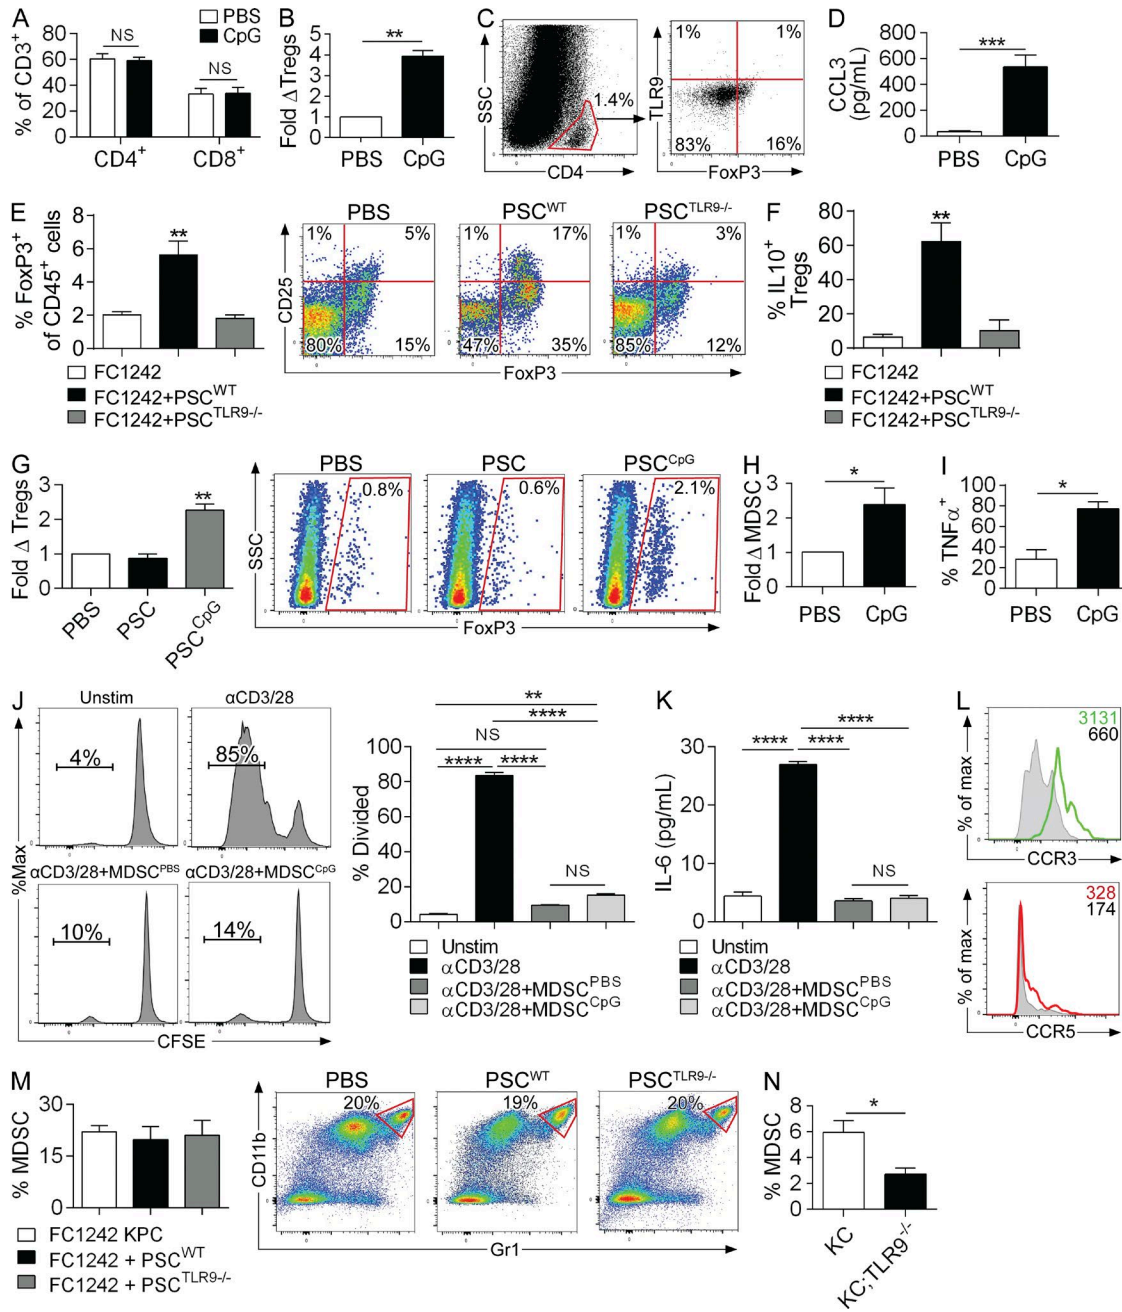 A
% of CD3+
80
60
40
20
0
NS
NS
CD4+
CD8+
PBS
CpG
B
Fold Δ Tregs
5
4
3
2
1
0
**
PBS
CpG
C
SSC
CD4
1.4%
TLR9
1%
1%
83%
16%
FoxP3
D
CCL3
(pg/mL)
800
600
400
200
0
***
PBS
CpG
E
% FoxP3+
of CD45+ cells
8
6
4
2
0
**
FC1242
FC1242+PSCWT
FC1242+PSCTLR9-/-
PBS
PSCWT
PSCTLR9-/-
CD25
1%
5%
80%
15%
1%
17%
47%
35%
1%
3%
85%
12%
FoxP3
F
% IL10+
Tregs
80
60
40
20
0
**
FC1242
FC1242+PSCWT
FC1242+PSCTLR9-/-
G
Fold Δ Tregs
3
2
1
0
**
PBS
PSC
PSCCpG
PBS
PSC
PSCCpG
SSC
0.8%
0.6%
2.1%
FoxP3
H
Fold Δ MDSC
3
2
1
0
*
PBS
CpG
I
% TNFα+
100
80
60
40
20
0
*
PBS
CpG
J
Unstim
αCD3/28
4%
85%
%Max
αCD3/28+MDSCPBS
αCD3/28+MDSCCpG
10%
14%
CFSE
% Divided
100
80
60
40
20
0
**
****
NS
****
****
NS
Unstim
αCD3/28
αCD3/28+MDSCPBS
αCD3/28+MDSCCpG
K
IL-6 (pg/mL)
30
20
10
0
****
****
****
NS
Unstim
αCD3/28
αCD3/28+MDSCPBS
αCD3/28+MDSCCpG
L
% of max
3131
660
CCR3
% of max
328
174
CCR5
M
% MDSC
30
15
0
FC1242 KPC
FC1242 + PSCWT
FC1242 + PSCTLR9-/-
PBS
PSCWT
PSCTLR9-/-
CD11b
20%
19%
20%
Gr1
N
% MDSC
8
6
4
2
0
*
KC
KC;TLR9-/-